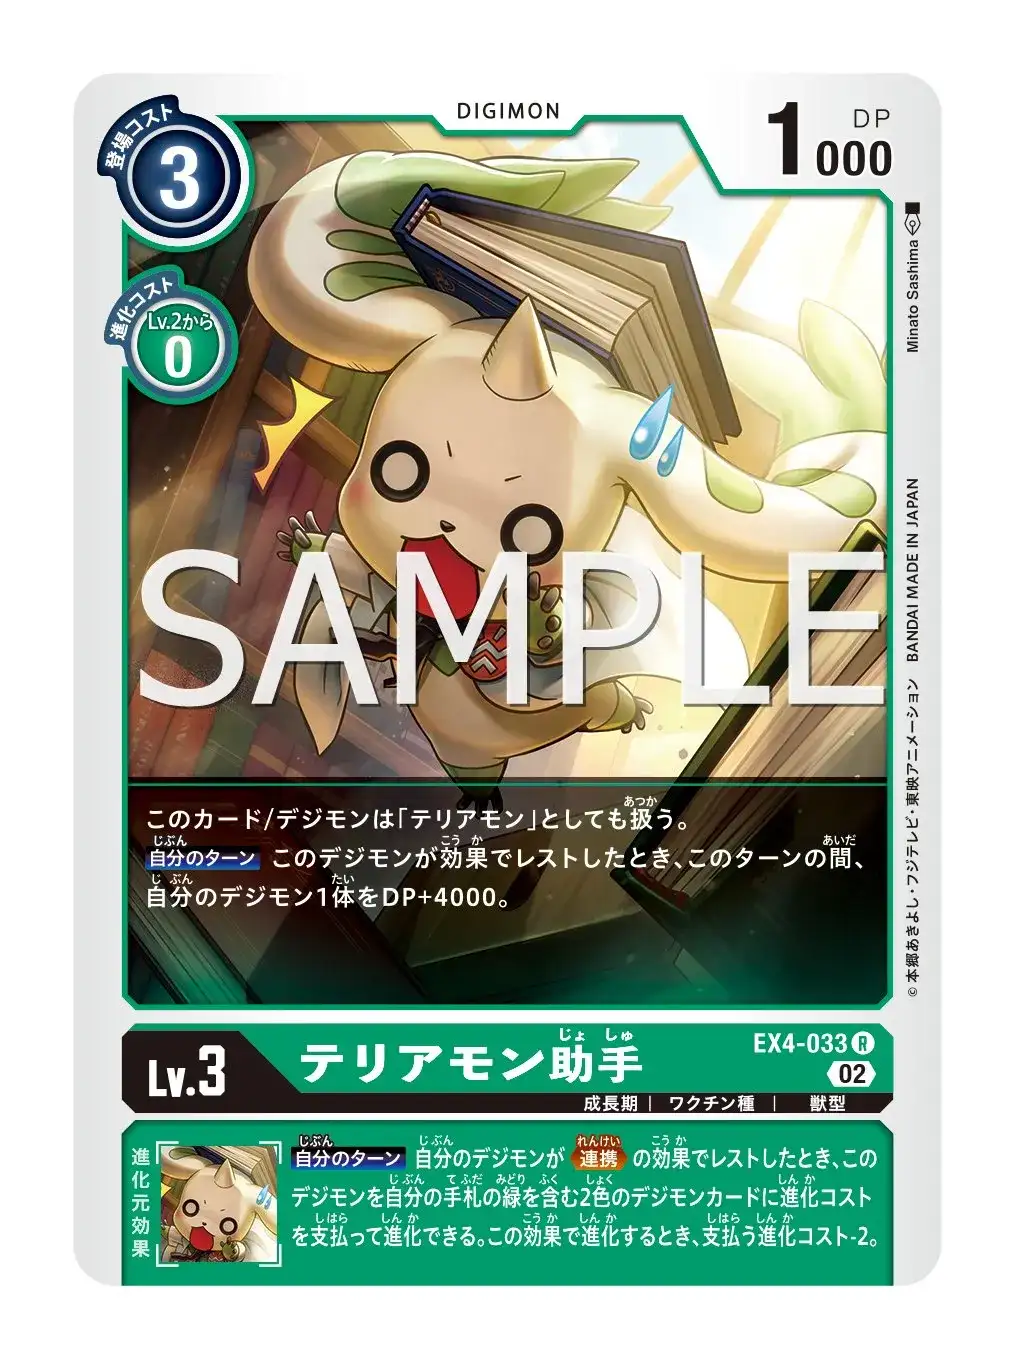 DIGIMON
登場コスト
3
1000
DP
進化コスト
Lv.2から
0
Minato Sashima
SAMPLE
このカード/デジモンは「テリアモン」としても扱う。
自分のターン このデジモンが効果でレストしたとき、このターンの間、
自分のデジモン1体をDP+4000。
© 本郷あきよし・フジテレビ・東映アニメーション BANDAI MADE IN JAPAN
Lv.3
テリアモン助手
じょ しゅ
EX4-033 R
02
成長期 | ワクチン種 | 獣型
進化元効果
自分のターン 自分のデジモンが 連携 の効果でレストしたとき、この
デジモンを自分の手札の緑を含む2色のデジモンカードに進化コスト
を支払って進化できる。この効果で進化するとき、支払う進化コスト-2。